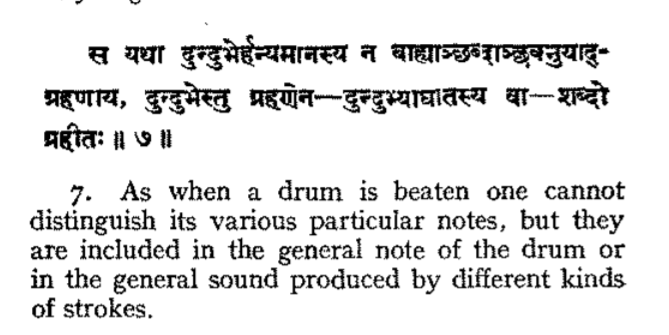 स यथा दुन्दुभेर्हन्यमानस्य न बाह्याञ्छब्दाञ्छक्नुयाद्-
ग्रहणाय, दुन्दुभेस्तु ग्रहणेन—दुन्दुभ्याघातस्य वा—शब्दो
गृहीतः ॥ ७ ॥
7. As when a drum is beaten one cannot
distinguish its various particular notes, but they
are included in the general note of the drum or
in the general sound produced by different kinds
of strokes.